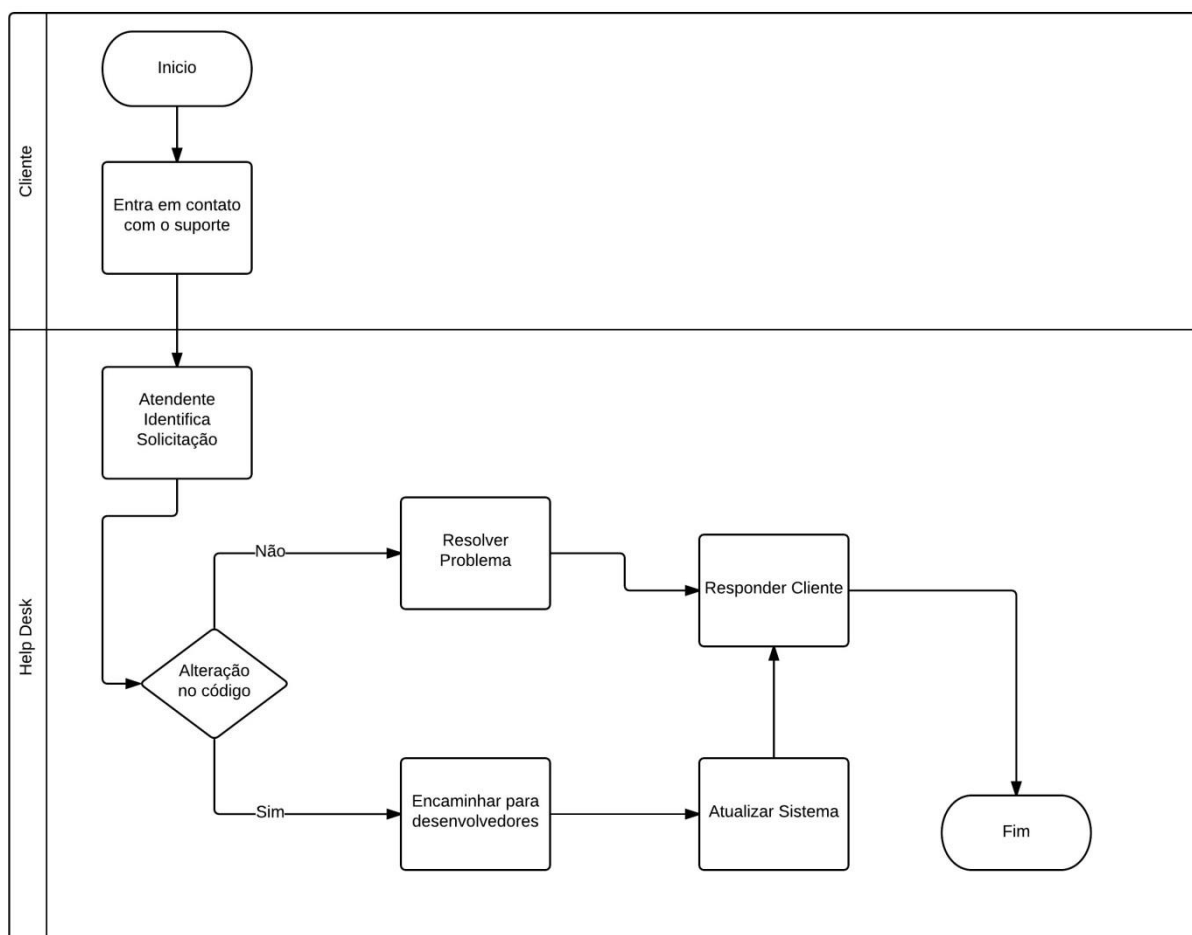 Cliente
Inicio
Entra em contato
com o suporte
Help Desk
Atendente
Identifica
Solicitação
Alteração
no código
Não
Resolver
Problema
Responder Cliente
Sim
Encaminhar para
desenvolvedores
Atualizar Sistema
Fim